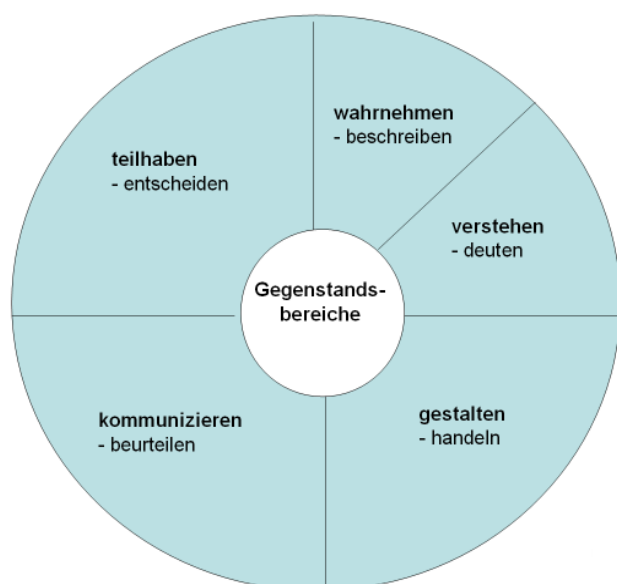 wahrnehmen
- beschreiben
teilhaben
- entscheiden
verstehen
- deuten
Gegenstands-
bereiche
kommunizieren
- beurteilen
gestalten
- handeln